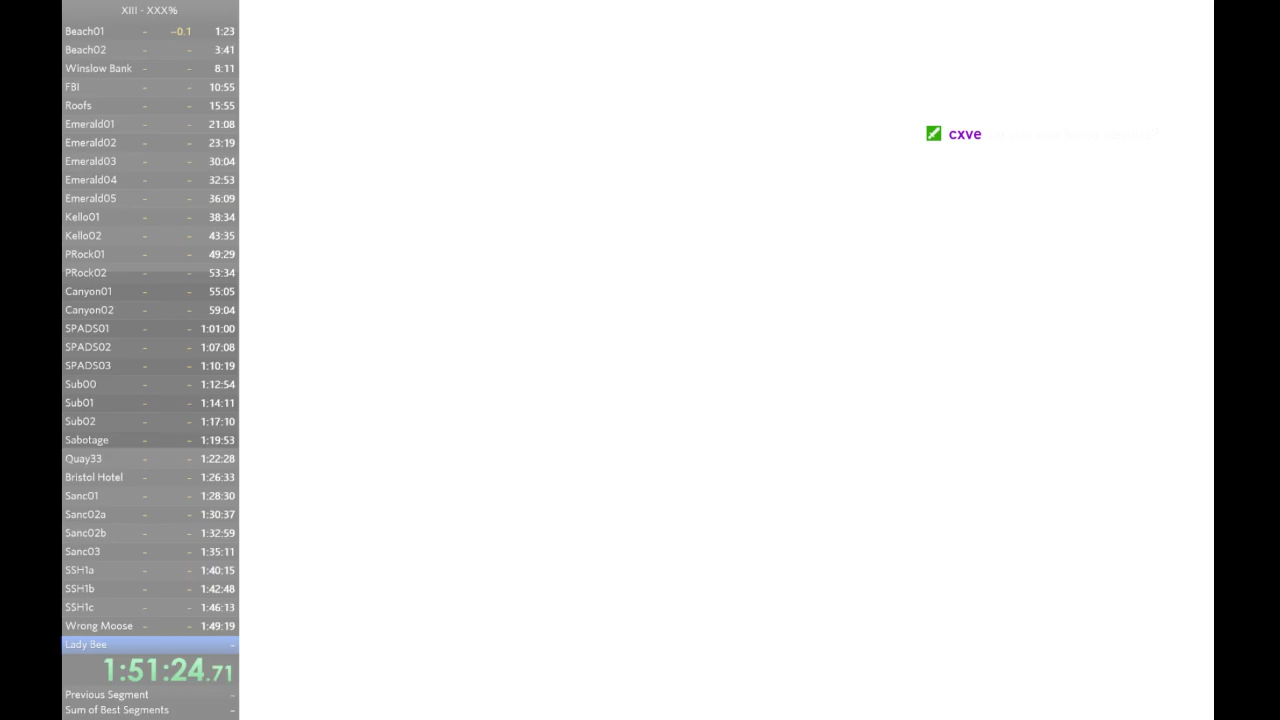 XIII - XXX%
Beach01 - −0.1 1:23
Beach02 - - 3:41
Winslow Bank - - 8:11
FBI - - 10:55
Roofs - - 15:55
Emerald01 - - 21:08
Emerald02 - - 23:19
Emerald03 - - 30:04
Emerald04 - - 32:53
Emerald05 - - 36:09
Kello01 - - 38:34
Kello02 - - 43:35
PRock01 - - 49:29
PRock02 - - 53:34
Canyon01 - - 55:05
Canyon02 - - 59:04
SPADS01 - - 1:01:00
SPADS02 - - 1:07:08
SPADS03 - - 1:10:19
Sub00 - - 1:12:54
Sub01 - - 1:14:11
Sub02 - - 1:17:10
Sabotage - - 1:19:53
Quay33 - - 1:22:28
Bristol Hotel - - 1:26:33
Sanc01 - - 1:28:30
Sanc02a - - 1:30:37
Sanc02b - - 1:32:59
Sanc03 - - 1:35:11
SSH1a - - 1:40:15
SSH1b - - 1:42:48
SSH1c - - 1:46:13
Wrong Moose - - 1:49:19
Lady Bee -
1:51:24.71
Previous Segment -
Sum of Best Segments -
cxve